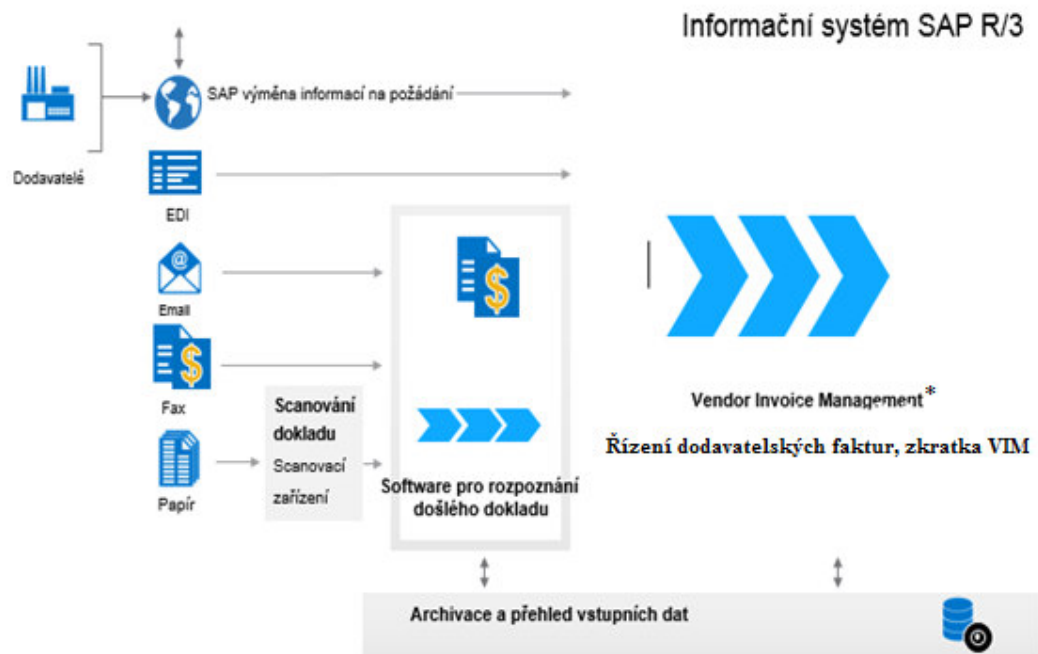 Informační systém SAP R/3
SAP výměna informací na požádání
Dodavatelé
EDI
Email
Fax
Scanování
dokladu
Scanovací
zařízení
Papír
Software pro rozpoznání
došlého dokladu
Vendor Invoice Management*
Řízení dodavatelských faktur, zkratka VIM
Archivace a přehled vstupních dat